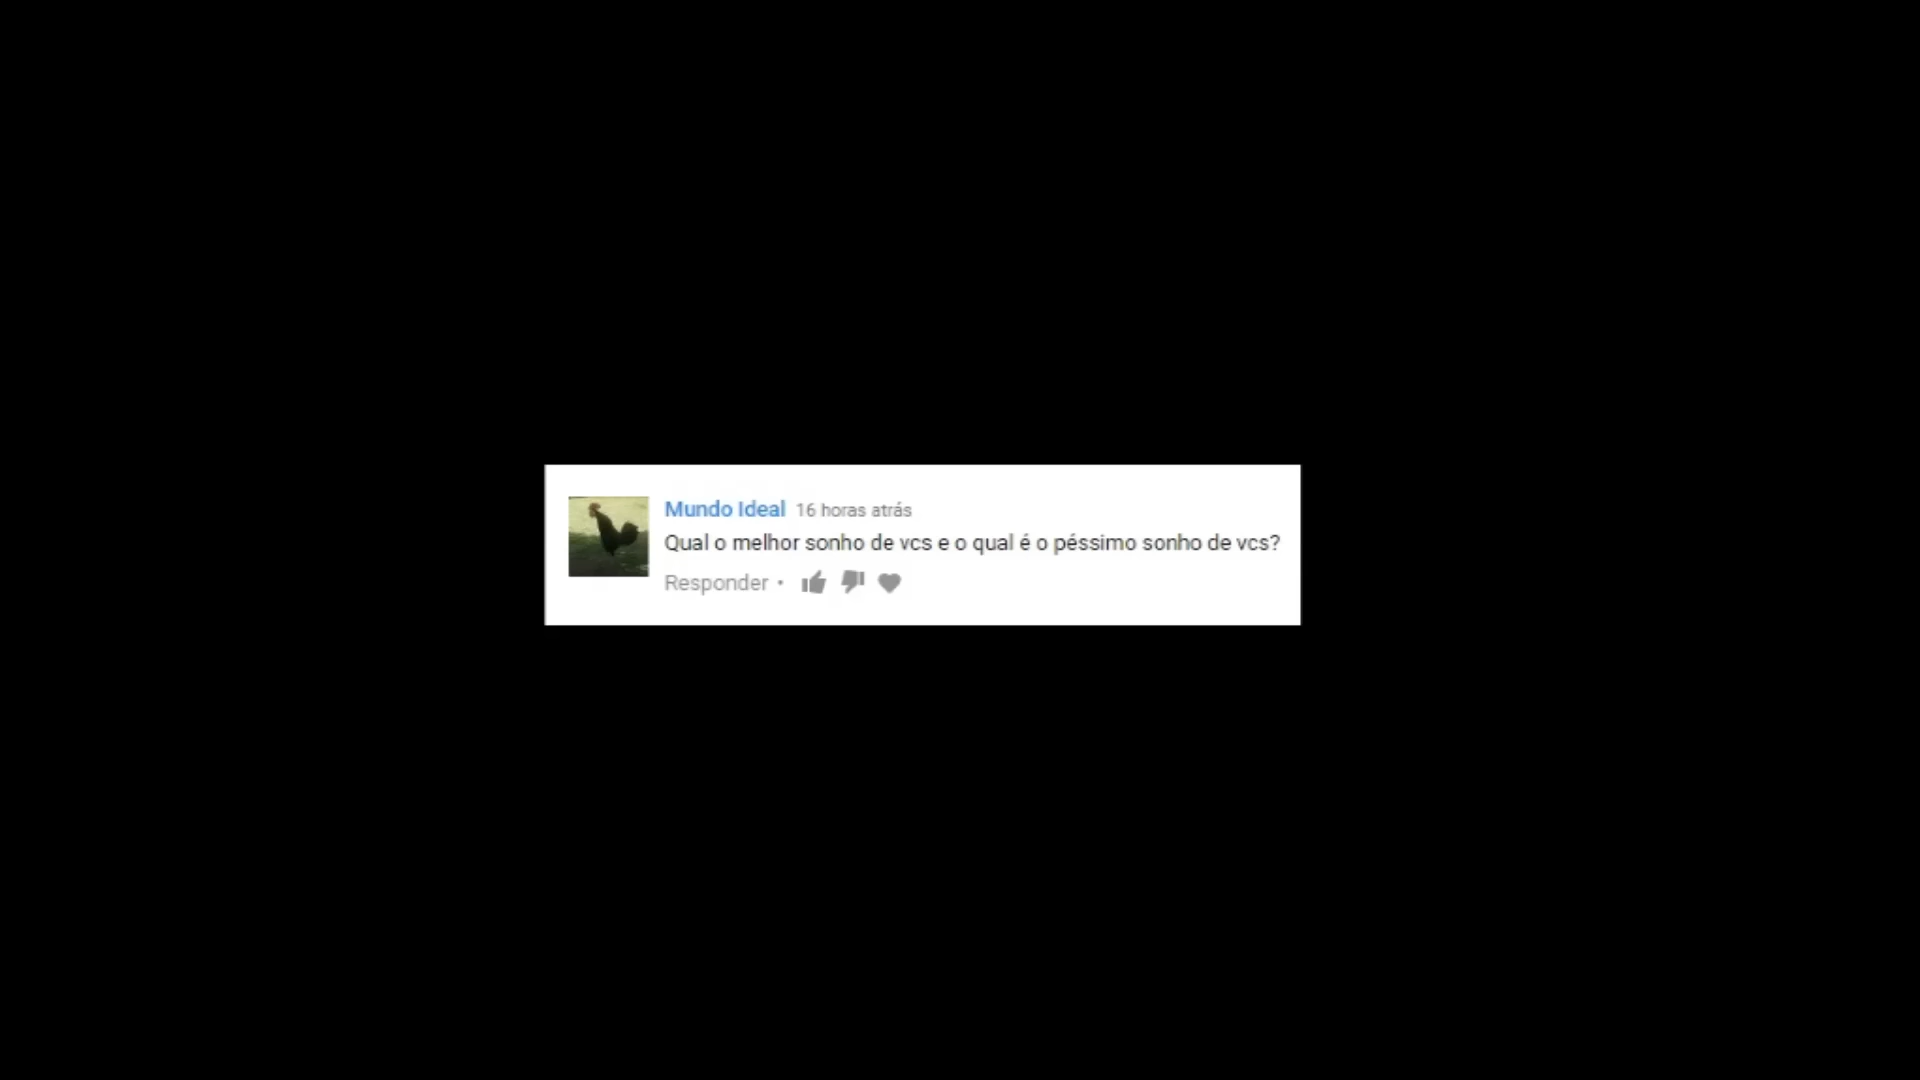 Mundo Ideal 16 horas atrás
Qual o melhor sonho de vcs e o qual é o péssimo sonho de vcs?
Responder •